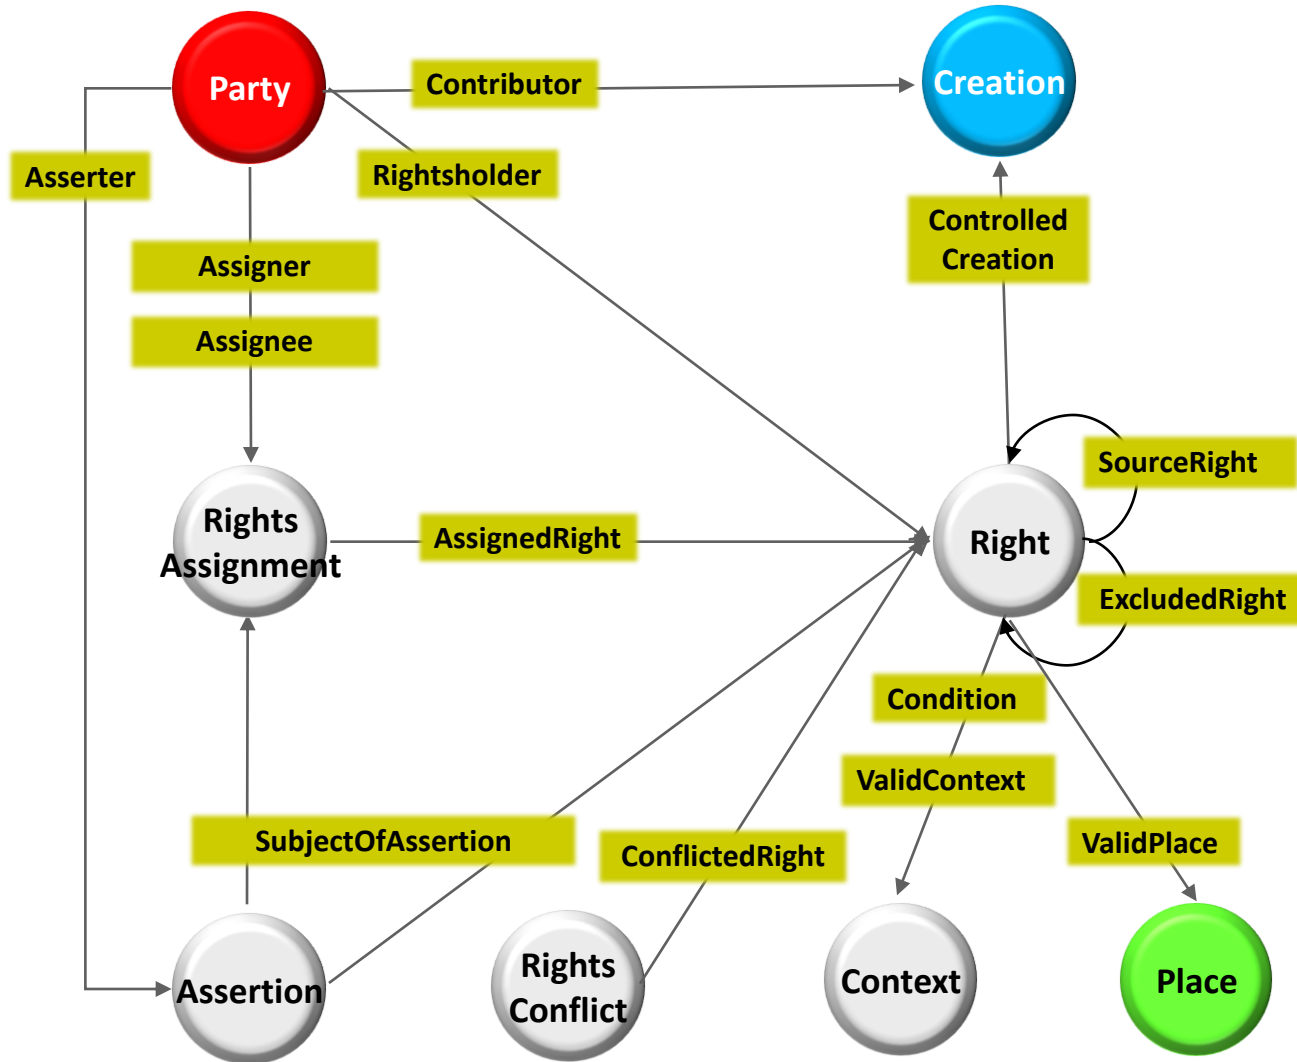 Party
Contributor
Creation
Asserter
Rightsholder
Controlled
Creation
Assigner
Assignee
SourceRight
Rights
Assignment
AssignedRight
Right
ExcludedRight
Condition
ValidContext
SubjectOfAssertion
ConflictedRight
ValidPlace
Assertion
Rights
Conflict
Context
Place